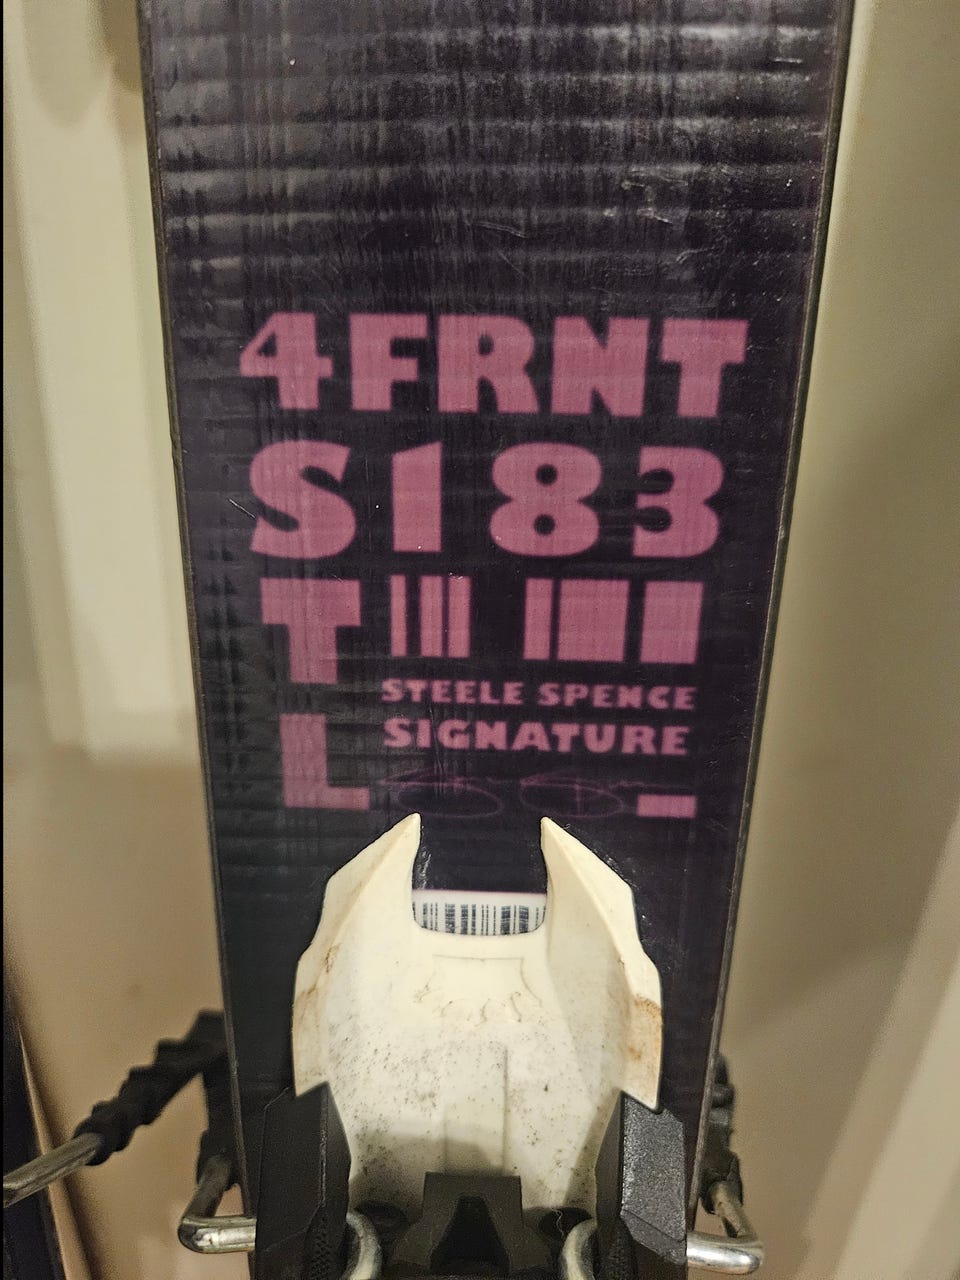 4FRNT
S183
T
STEELE SPENCE
L SIGNATURE